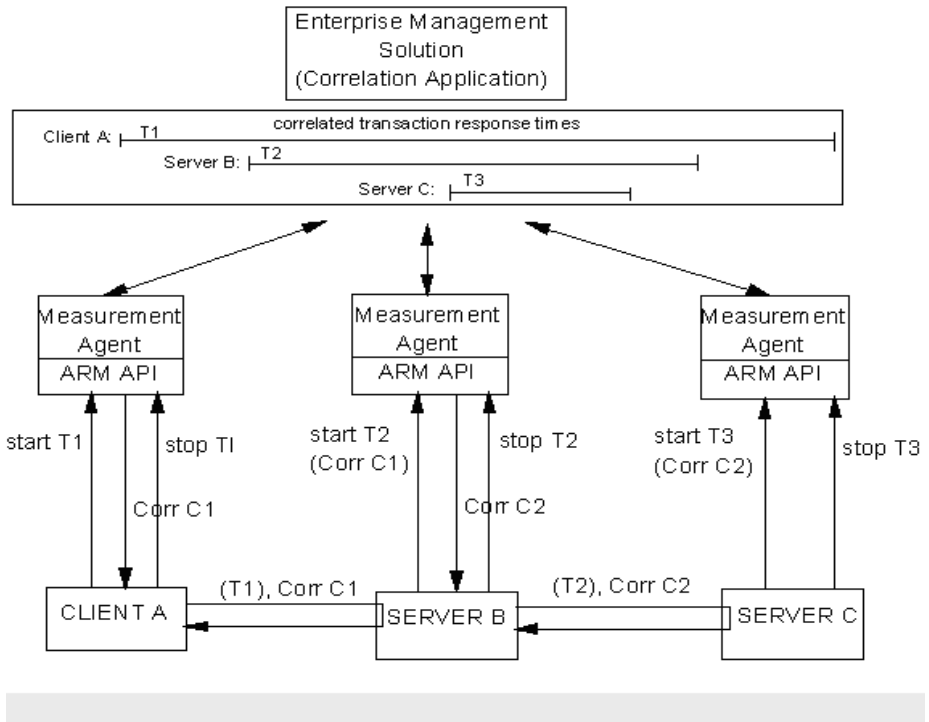 Enterprise Management
Solution
(Correlation Application)
correlated transaction response times
Client A: T1
Server B: T2
Server C: T3
Measurement
Agent
ARM API
Measurement
Agent
ARM API
Measurement
Agent
ARM API
start T1
stop TI
Corr C1
start T2
(Corr C1)
stop T2
Corr C2
start T3
(Corr C2)
stop T3
CLIENT A
(T1), Corr C1
SERVER B
(T2), Corr C2
SERVER C